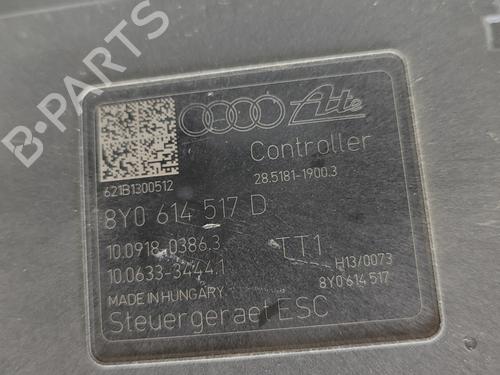 B-PARTS
Ate
Controller
621B1300512
28.5181-1900.3
8Y0 614 517 D
10.0918-0386.3
TT1
10.0633-3444.1
H13/0073
MADE IN HUNGARY
8Y0 614 517
Steuergeraet ESC